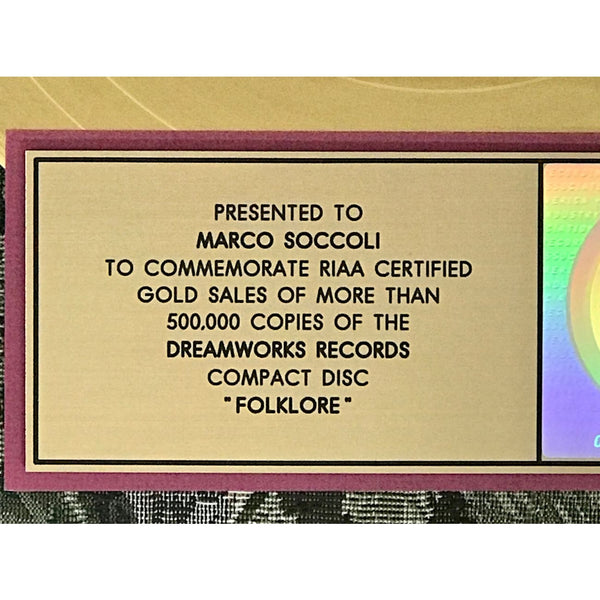 PRESENTED TO
MARCO SOCCOLI
TO COMMEMORATE RIAA CERTIFIED
GOLD SALES OF MORE THAN
500,000 COPIES OF THE
DREAMWORKS RECORDS
COMPACT DISC
"FOLKLORE"